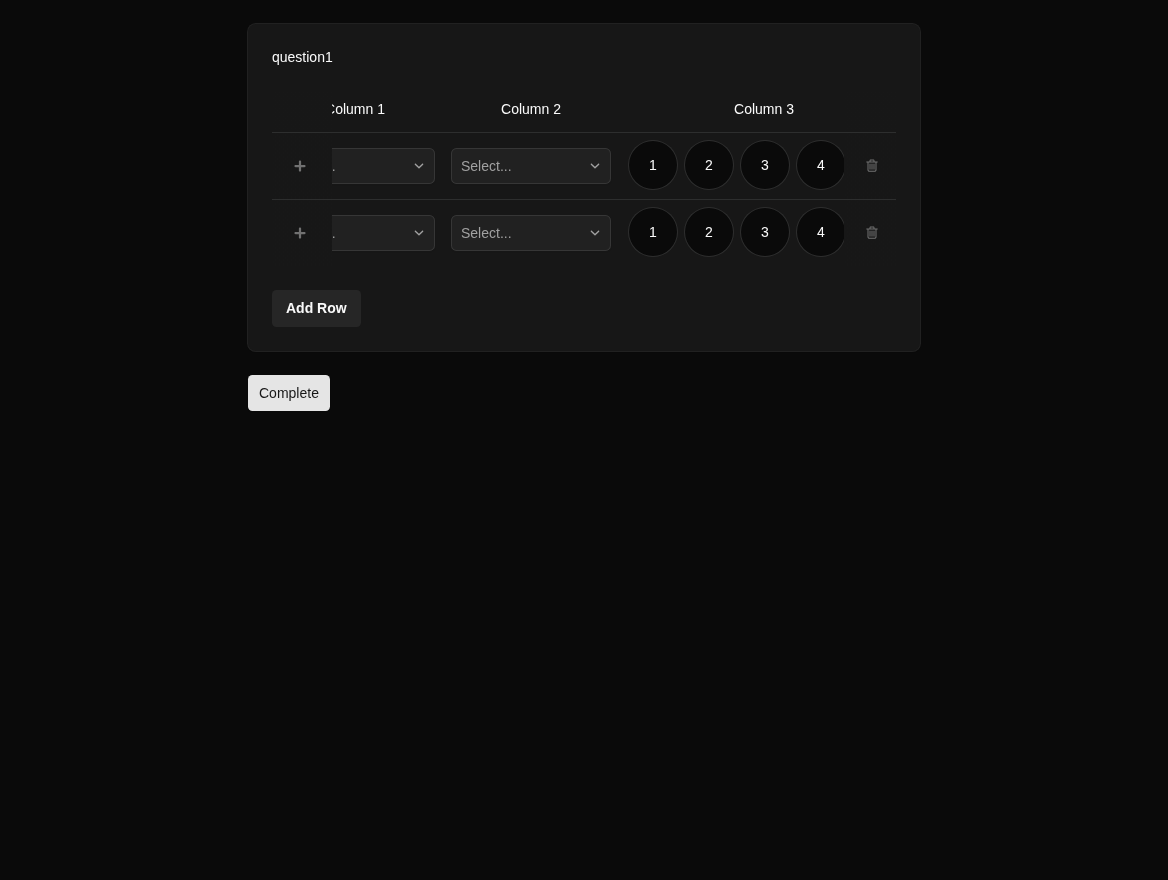 question1
Column 1 Column 2 Column 3
. Select... 1 2 3 4
. Select... 1 2 3 4
Add Row
Complete